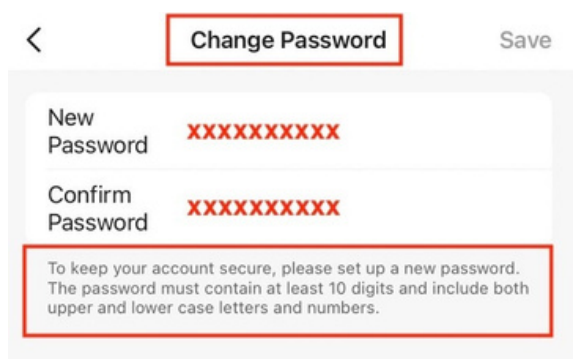 Change Password
Save
New
Password
xxxxxxxxxx
Confirm
Password
xxxxxxxxxx
To keep your account secure, please set up a new password.
The password must contain at least 10 digits and include both
upper and lower case letters and numbers.